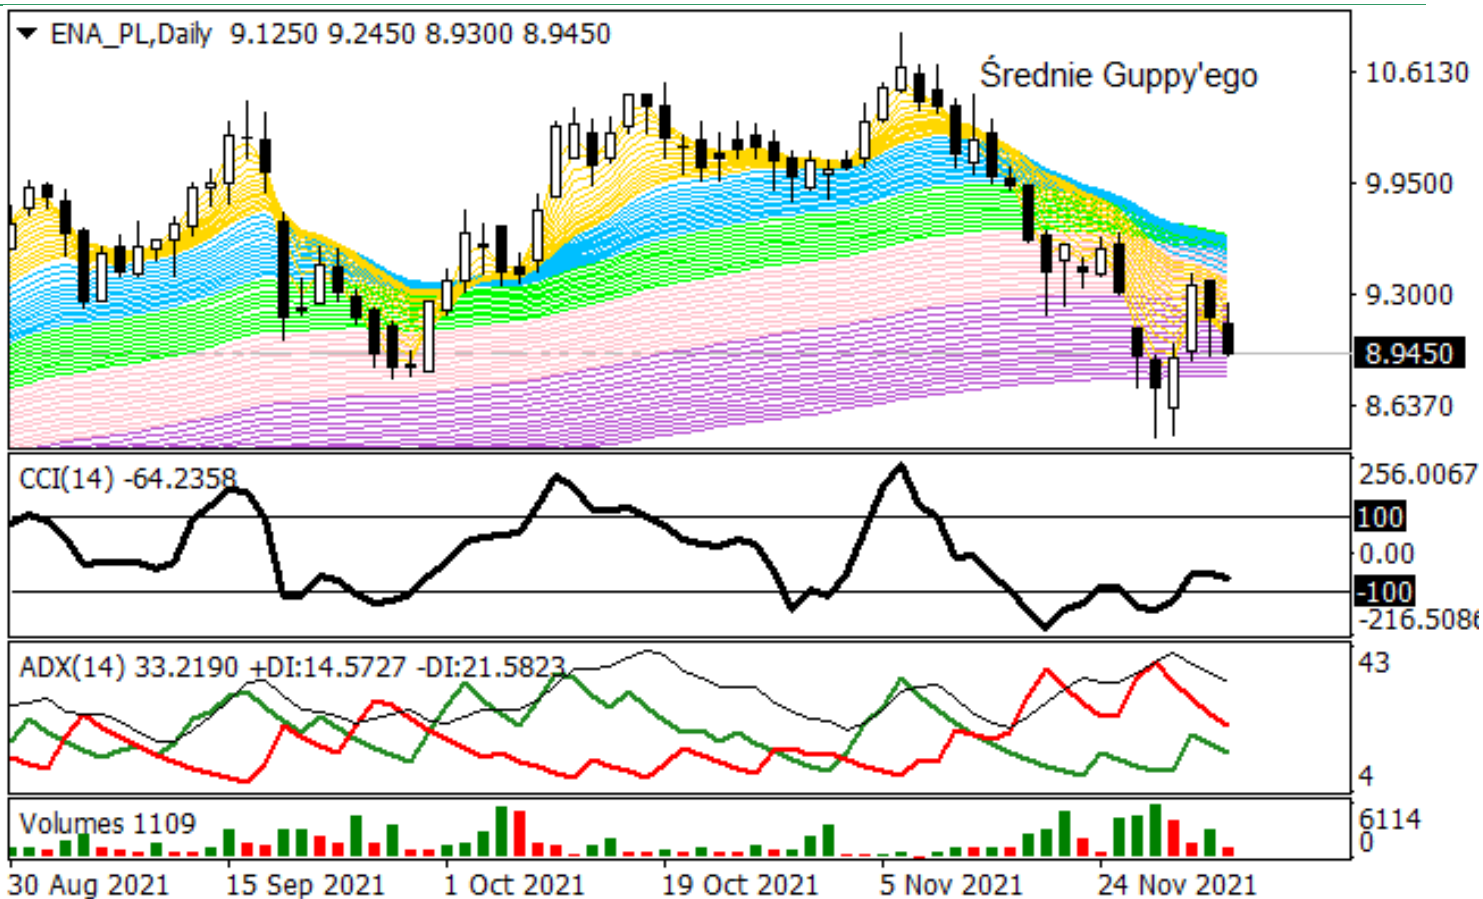 ENA_PL,Daily 9.1250 9.2450 8.9300 8.9450
Średnie Guppy'ego
10.6130
9.9500
9.3000
8.9450
8.6370
CCI(14) -64.2358
256.0067
100
0.00
-100
-216.5086
ADX(14) 33.2190 +DI:14.5727 -DI:21.5823
43
4
Volumes 1109
6114
0
30 Aug 2021 15 Sep 2021 1 Oct 2021 19 Oct 2021 5 Nov 2021 24 Nov 2021